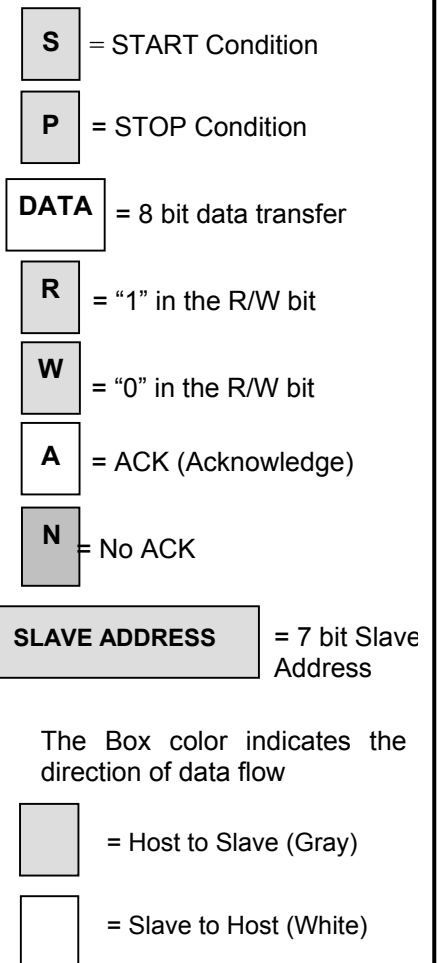 S = START Condition
P = STOP Condition
DATA = 8 bit data transfer
R = “1” in the R/W bit
W = “0” in the R/W bit
A = ACK (Acknowledge)
N = No ACK
SLAVE ADDRESS = 7 bit Slave
Address
The Box color indicates the
direction of data flow
= Host to Slave (Gray)
= Slave to Host (White)